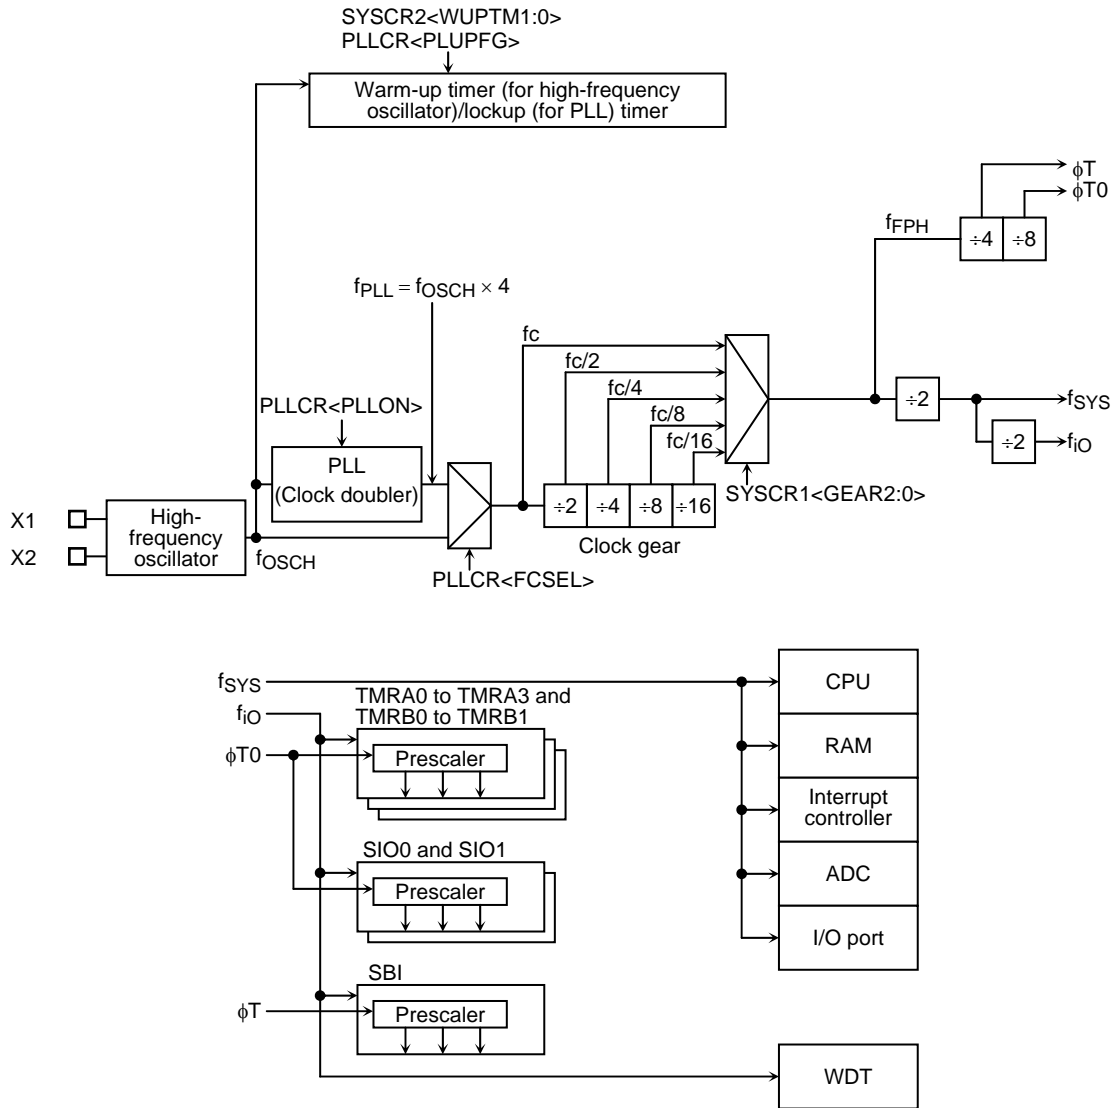 SYSCR2<WUPTM1:0>
PLLCR<PLUPFG>
Warm-up timer (for high-frequency
oscillator)/lockup (for PLL) timer
ϕT
ϕT0
fFPH
÷4
÷8
fPLL = fOSCH × 4
fc
fc/2
fc/4
fc/8
fc/16
PLLCR<PLLON>
PLL
(Clock doubler)
÷2
fSYS
÷2
fiO
SYSCR1<GEAR2:0>
÷2
÷4
÷8
÷16
Clock gear
X1
X2
High-
frequency
oscillator
fOSCH
PLLCR<FCSEL>
fSYS
fiO
ϕT0
TMRA0 to TMRA3 and
TMRB0 to TMRB1
Prescaler
SIO0 and SIO1
Prescaler
SBI
ϕT
Prescaler
CPU
RAM
Interrupt
controller
ADC
I/O port
WDT